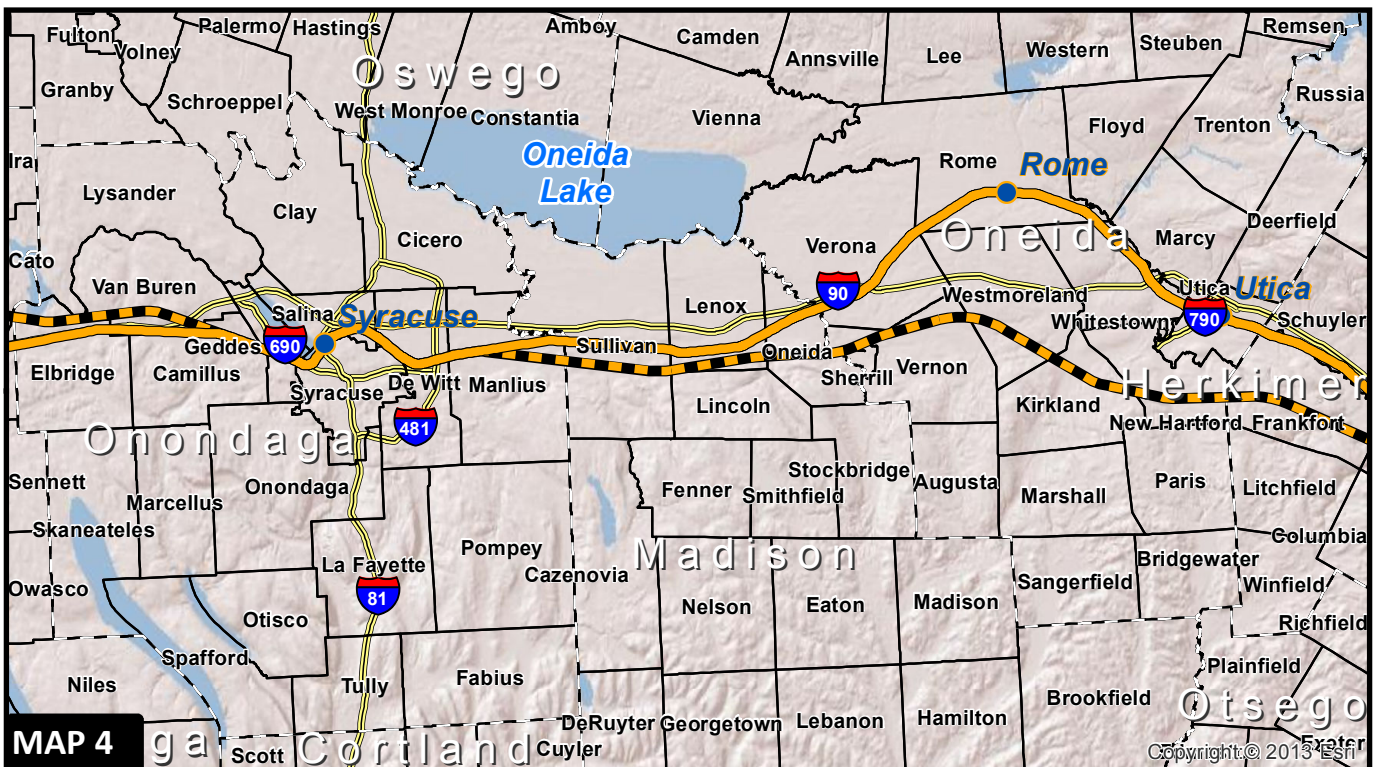 Fulton
Volney
Palermo
Hastings
Amboy
Camden
Annsville
Lee
Western
Steuben
Remsen
Oswego
Granby
Schroeppel
West Monroe
Constantia
Vienna
Floyd
Trenton
Russia
Ira
Oneida
Lake
Rome
Rome
Lysander
Clay
Cicero
Verona
Oneida
Marcy
Deerfield
Cato
Van Buren
Salina
Syracuse
Lenox
90
Westmoreland
Utica
Utica
Geddes
690
Sullivan
Oneida
Whitestown
790
Schuyler
Elbridge
Camillus
Syracuse
De Witt
Manlius
Sherrill
Vernon
Herkimer
Lincoln
Kirkland
New Hartford
Frankfort
Onondaga
481
Sennett
Marcellus
Onondaga
Fenner
Smithfield
Stockbridge
Augusta
Marshall
Paris
Litchfield
Skaneateles
Columbia
La Fayette
Pompey
Cazenovia
Madison
Bridgewater
Owasco
81
Nelson
Eaton
Madison
Sangerfield
Winfield
Otisco
Richfield
Spafford
Plainfield
Niles
Tully
Fabius
Brookfield
Otsego
DeRuyter
Georgetown
Lebanon
Hamilton
MAP 4
ga
Scott
Cortland
Cuyler
Exeter
Copyright:© 2013 Esri